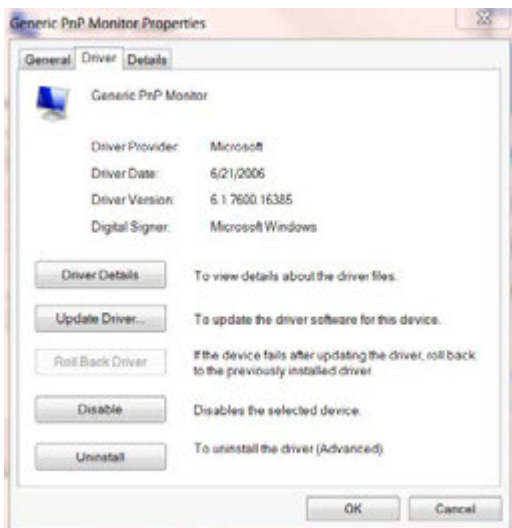 Generic PnP Monitor Properties
General Driver Details
Generic PnP Monitor
Driver Provider: Microsoft
Driver Date: 6/21/2006
Driver Version: 6.1.7600.16385
Digital Signer: Microsoft Windows
Driver Details To view details about the driver files.
Update Driver... To update the driver software for this device.
Roll Back Driver If the device fails after updating the driver, roll back
to the previously installed driver.
Disable Disables the selected device.
Uninstall To uninstall the driver (Advanced).
OK Cancel